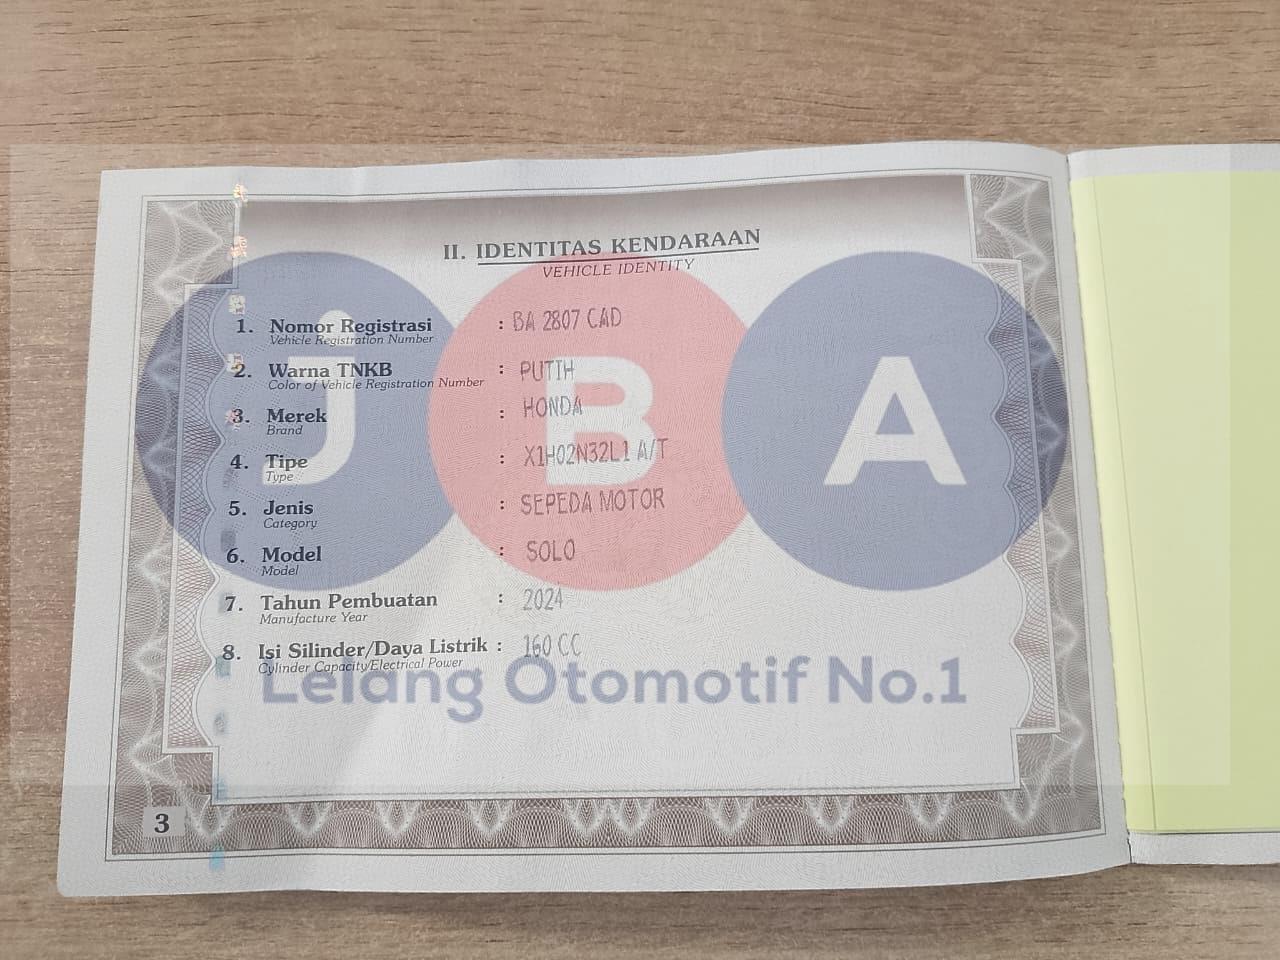 II. IDENTITAS KENDARAAN
VEHICLE IDENTITY
1. Nomor Registrasi : BA 2807 CAD
Vehicle Registration Number
2. Warna TNKB : PUTIH
Color of Vehicle Registration Number
3. Merek : HONDA
Brand
4. Tipe : X1H02N32L1 A/T
Type
5. Jenis : SEPEDA MOTOR
Category
6. Model : SOLO
Model
7. Tahun Pembuatan : 2024
Manufacture Year
8. Isi Silinder/Daya Listrik : 160 CC
Cylinder Capacity/Electrical Power
JBA
Lelang Otomotif No.1
3